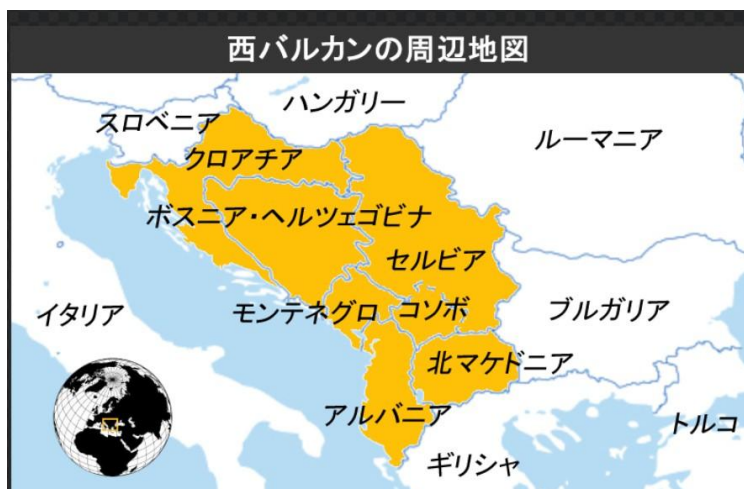 西バルカンの周辺地図
ハンガリー
スロベニア
ルーマニア
クロアチア
ボスニア・ヘルツェゴビナ
セルビア
イタリア
モンテネグロ
コソボ
ブルガリア
北マケドニア
アルバニア
トルコ
ギリシャ